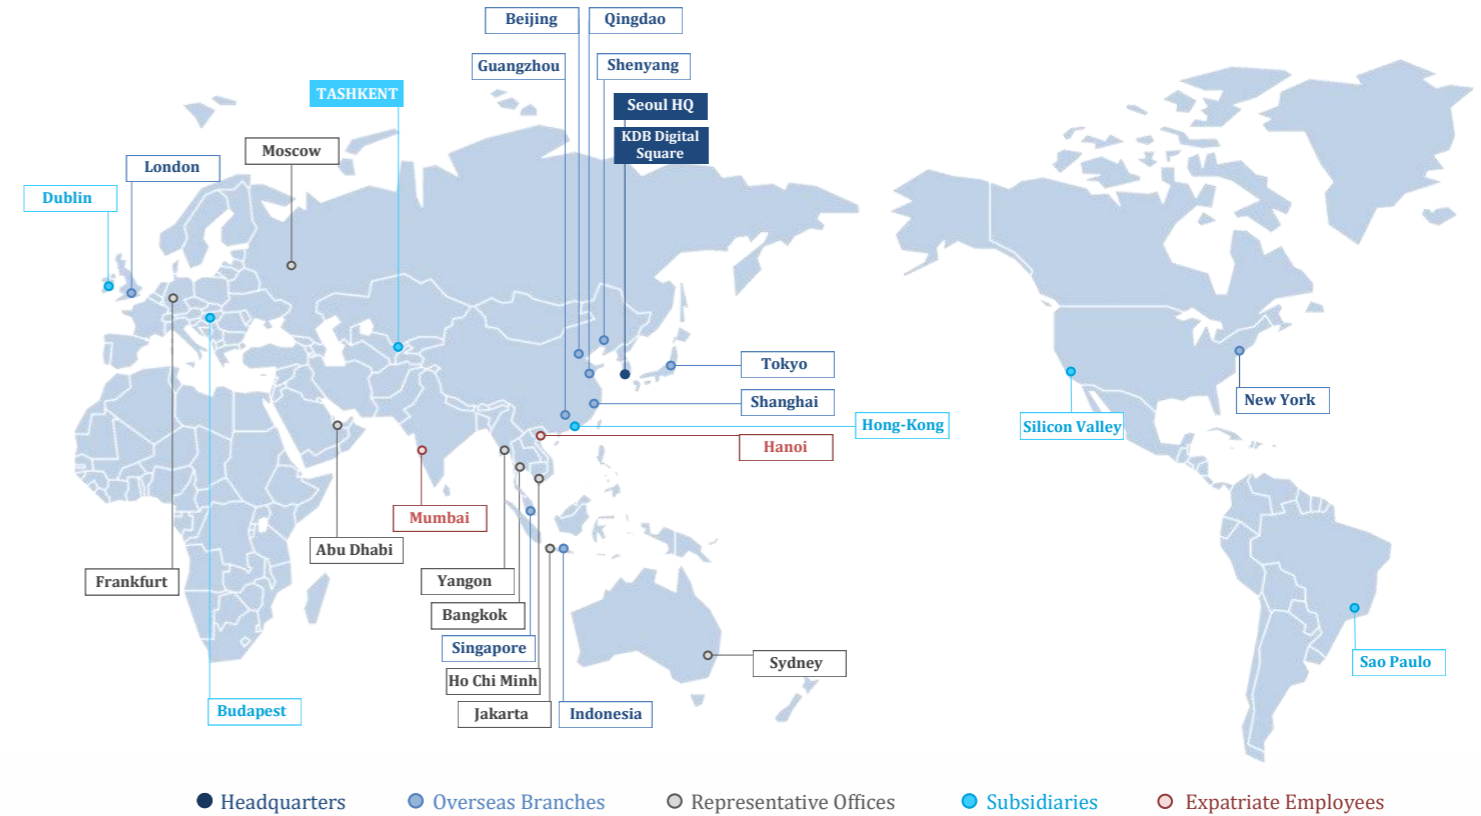 Beijing
Qingdao
Guangzhou
Shenyang
TASHKENT
Seoul HQ
KDB Digital
Square
Moscow
London
Dublin
Tokyo
Shanghai
Hong-Kong
Hanoi
Silicon Valley
New York
Mumbai
Abu Dhabi
Frankfurt
Yangon
Bangkok
Singapore
Ho Chi Minh
Sydney
Sao Paulo
Budapest
Jakarta
Indonesia
Headquarters
Overseas Branches
Representative Offices
Subsidiaries
Expatriate Employees